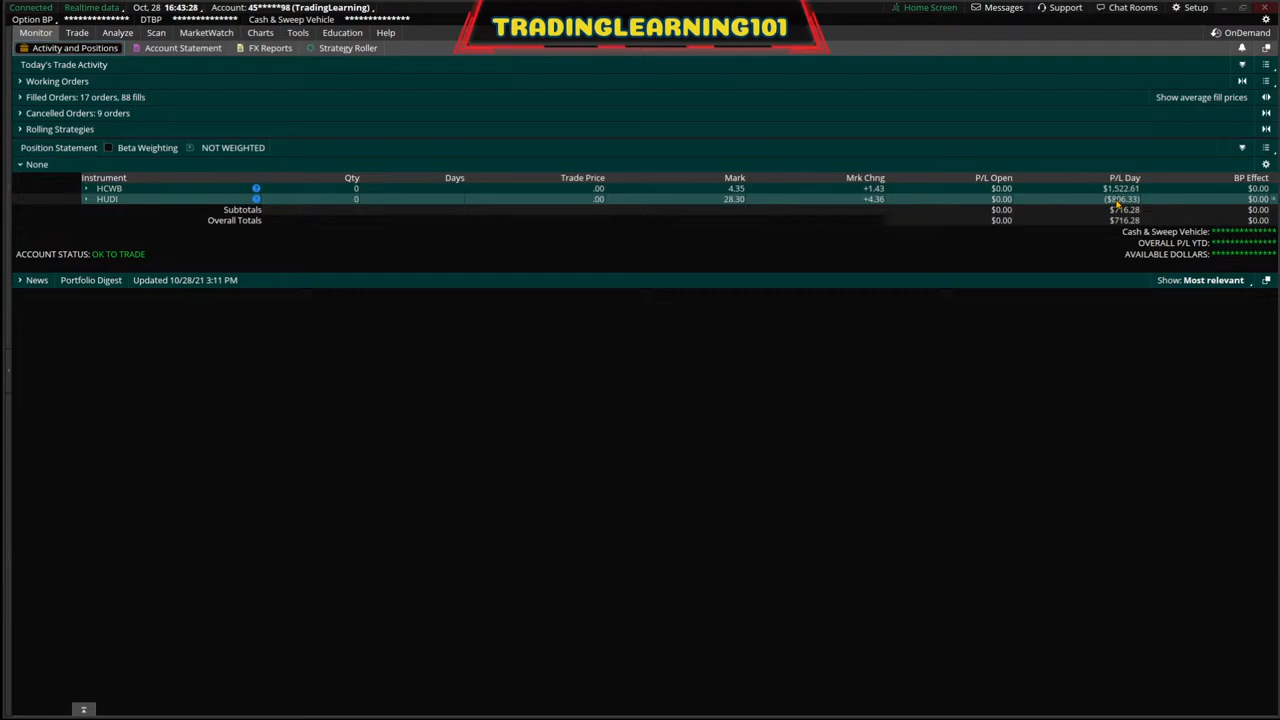 Connected Realtime data Oct, 28 16:43:28 Account: 45*****98 (TradingLearning) Home Screen Messages Support Chat Rooms Setup
Option BP ************** DTBP ************** Cash & Sweep Vehicle **************
TRADINGLEARNING101
Monitor Trade Analyze Scan MarketWatch Charts Tools Education Help OnDemand
Activity and Positions Account Statement FX Reports Strategy Roller
Today's Trade Activity
Working Orders
Filled Orders: 17 orders, 88 fills Show average fill prices
Cancelled Orders: 9 orders
Rolling Strategies
Position Statement Beta Weighting NOT WEIGHTED
None
Instrument Qty Days Trade Price Mark Mrk Chng P/L Open P/L Day BP Effect
HCWB 0 .00 4.35 +1.43 $0.00 $1,522.61 $0.00
HUDI 0 .00 28.30 +4.36 $0.00 ($806.33) $0.00
Subtotals $0.00 $716.28 $0.00
Overall Totals $0.00 $716.28 $0.00
Cash & Sweep Vehicle: **************
OVERALL P/L YTD: **************
ACCOUNT STATUS: OK TO TRADE AVAILABLE DOLLARS: **************
News Portfolio Digest Updated 10/28/21 3:11 PM Show: Most relevant